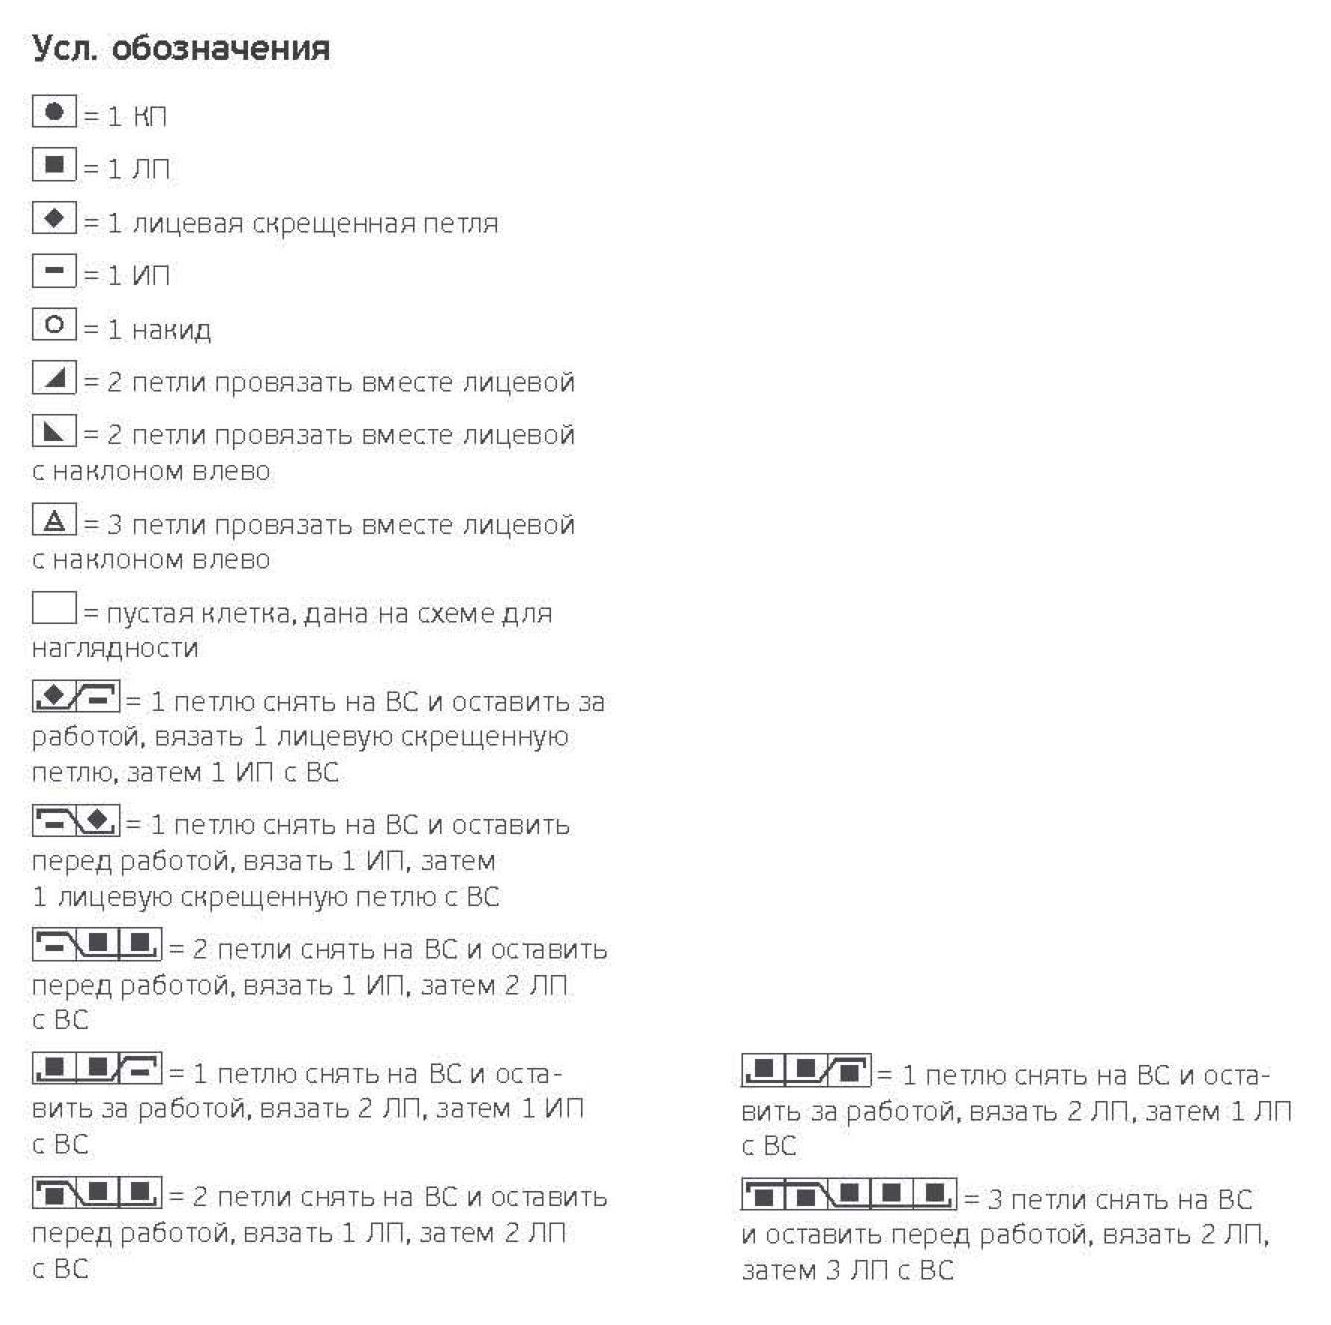 Усл. обозначения
= 1 КП
= 1 ЛП
= 1 лицевая скрещенная петля
= 1 ИП
= 1 накид
= 2 петли провязать вместе лицевой
= 2 петли провязать вместе лицевой
с наклоном влево
= 3 петли провязать вместе лицевой
с наклоном влево
= пустая клетка, дана на схеме для
наглядности
= 1 петлю снять на ВС и оставить за
работой, вязать 1 лицевую скрещенную
петлю, затем 1 ИП с ВС
= 1 петлю снять на ВС и оставить
перед работой, вязать 1 ИП, затем
1 лицевую скрещенную петлю с ВС
= 2 петли снять на ВС и оставить
перед работой, вязать 1 ИП, затем 2 ЛП
с ВС
= 1 петлю снять на ВС и оста-
вить за работой, вязать 2 ЛП, затем 1 ИП
с ВС
= 2 петли снять на ВС и оставить
перед работой, вязать 1 ЛП, затем 2 ЛП
с ВС
= 1 петлю снять на ВС и оста-
вить за работой, вязать 2 ЛП, затем 1 ЛП
с ВС
= 3 петли снять на ВС
и оставить перед работой, вязать 2 ЛП,
затем 3 ЛП с ВС